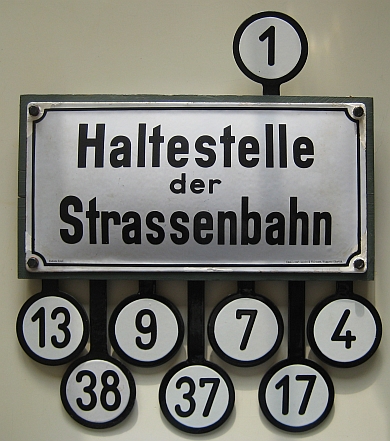 1
Haltestelle
der
Strassenbahn
13 9 7 4
38 37 17